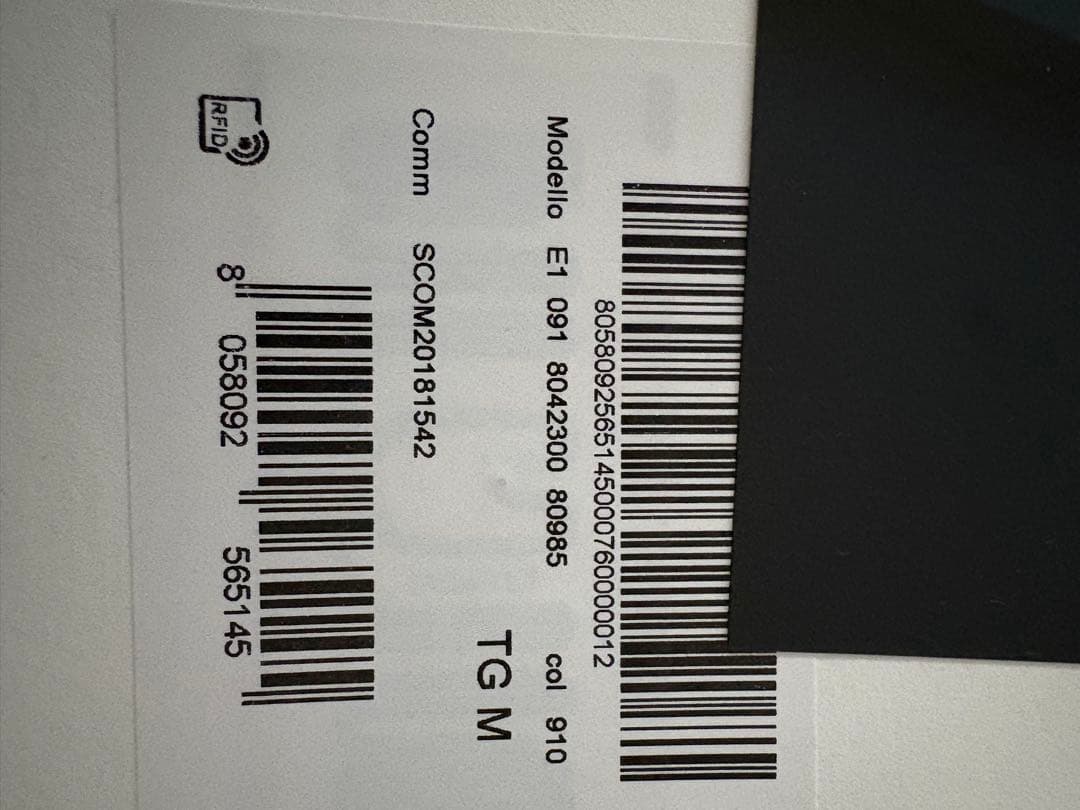 8058092565145000760000012
Modello E1 091 8042300 80985 col 910
TG M
Comm SCOM20181542
8 058092 565145
RFID